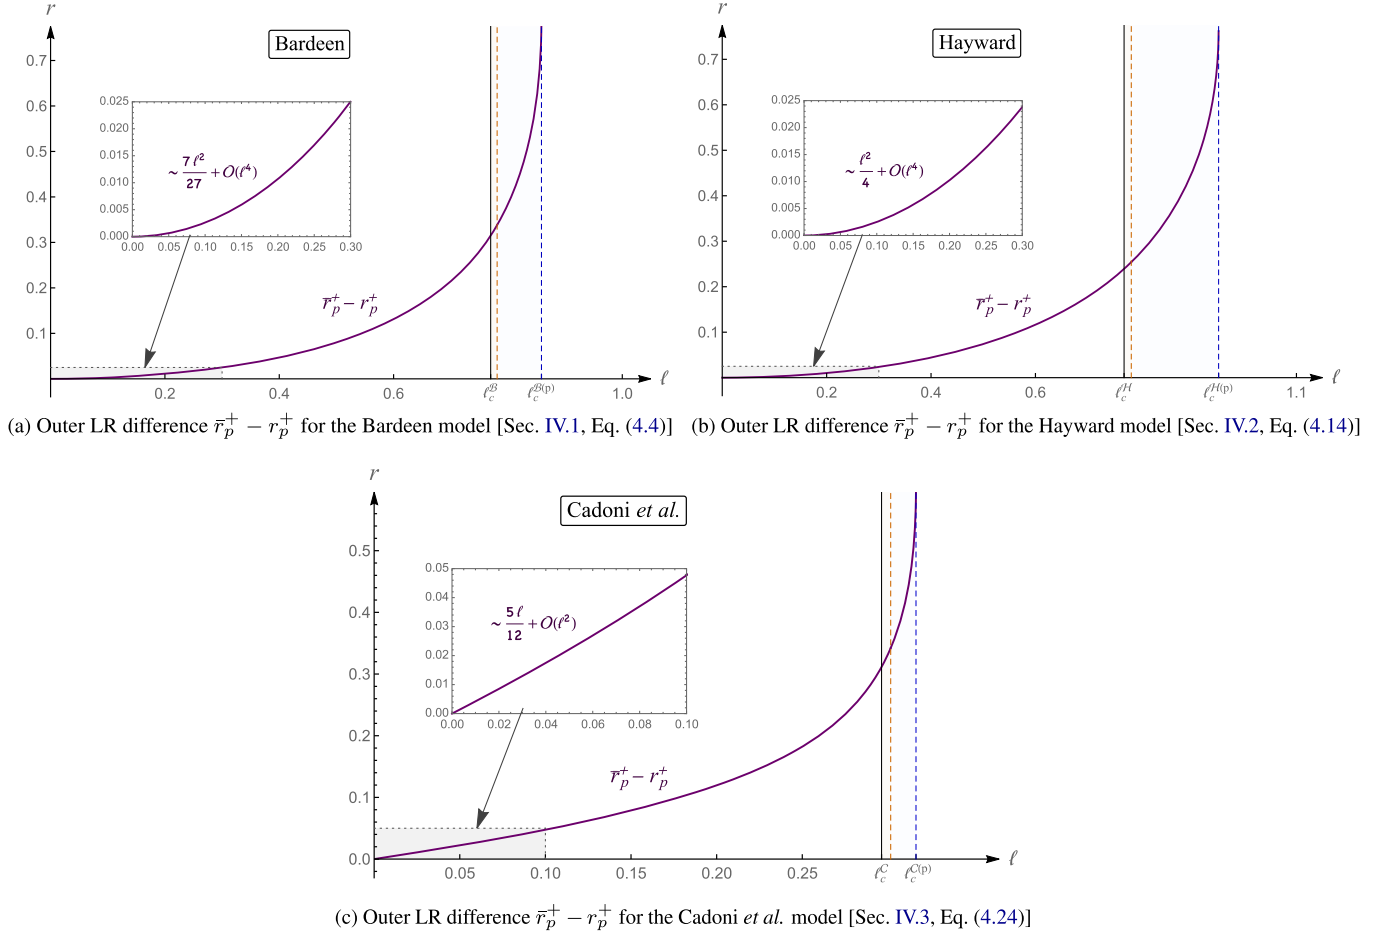 r
Bardeen
0.7
0.6
0.5
0.4
0.3
0.2
0.1
0.025
0.020
0.015
0.010
0.005
0.000
0.00 0.05 0.10 0.15 0.20 0.25 0.30
~ 7ℓ²/27 + O(ℓ⁴)
r̄ₚ⁺ − rₚ⁺
0.2 0.4 0.6 ℓ_c^ℬ ℓ_c^ℬ(p) 1.0 ℓ
(a) Outer LR difference r̄ₚ⁺ − rₚ⁺ for the Bardeen model [Sec. IV.1, Eq. (4.4)]
r
Hayward
0.7
0.6
0.5
0.4
0.3
0.2
0.1
0.025
0.020
0.015
0.010
0.005
0.000
0.00 0.05 0.10 0.15 0.20 0.25 0.30
~ ℓ²/4 + O(ℓ⁴)
r̄ₚ⁺ − rₚ⁺
0.2 0.4 0.6 ℓ_c^ℋ ℓ_c^ℋ(p) 1.1 ℓ
(b) Outer LR difference r̄ₚ⁺ − rₚ⁺ for the Hayward model [Sec. IV.2, Eq. (4.14)]
r
Cadoni et al.
0.5
0.4
0.3
0.2
0.1
0.0
0.05
0.04
0.03
0.02
0.01
0.00
0.00 0.02 0.04 0.06 0.08 0.10
~ 5ℓ/12 + O(ℓ²)
r̄ₚ⁺ − rₚ⁺
0.05 0.10 0.15 0.20 0.25 ℓ_c^C ℓ_c^C(p) ℓ
(c) Outer LR difference r̄ₚ⁺ − rₚ⁺ for the Cadoni et al. model [Sec. IV.3, Eq. (4.24)]